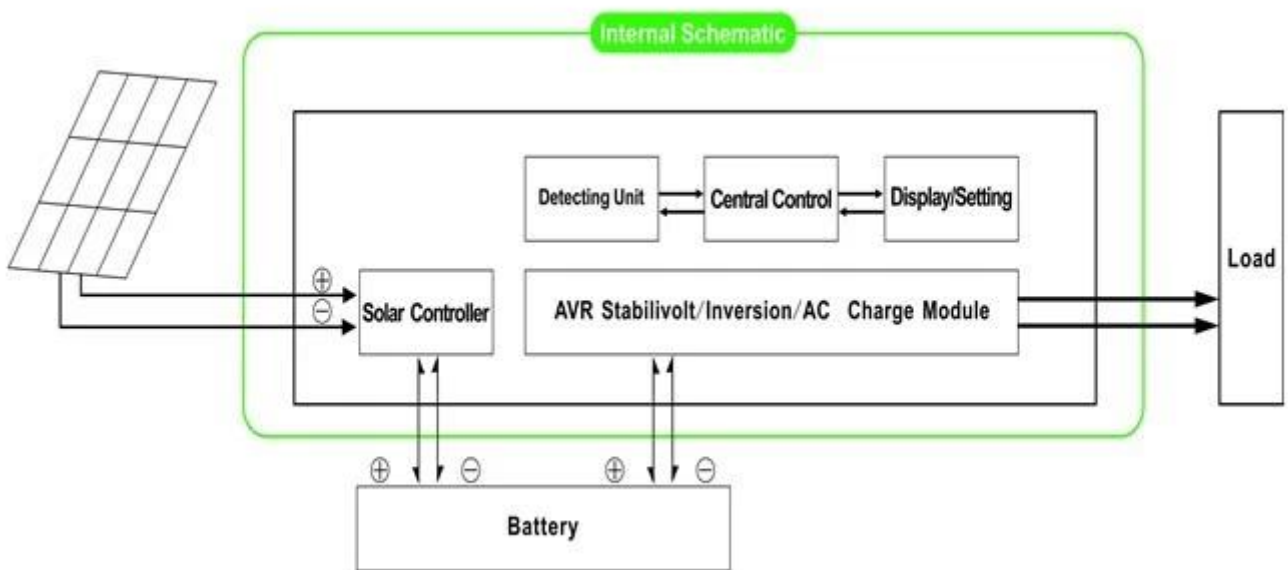 Internal Schematic
Detecting Unit
Central Control
Display/Setting
Load
⊕
⊖
Solar Controller
AVR Stabilivolt/Inversion/AC Charge Module
⊕ ⊖ ⊕ ⊖
Battery